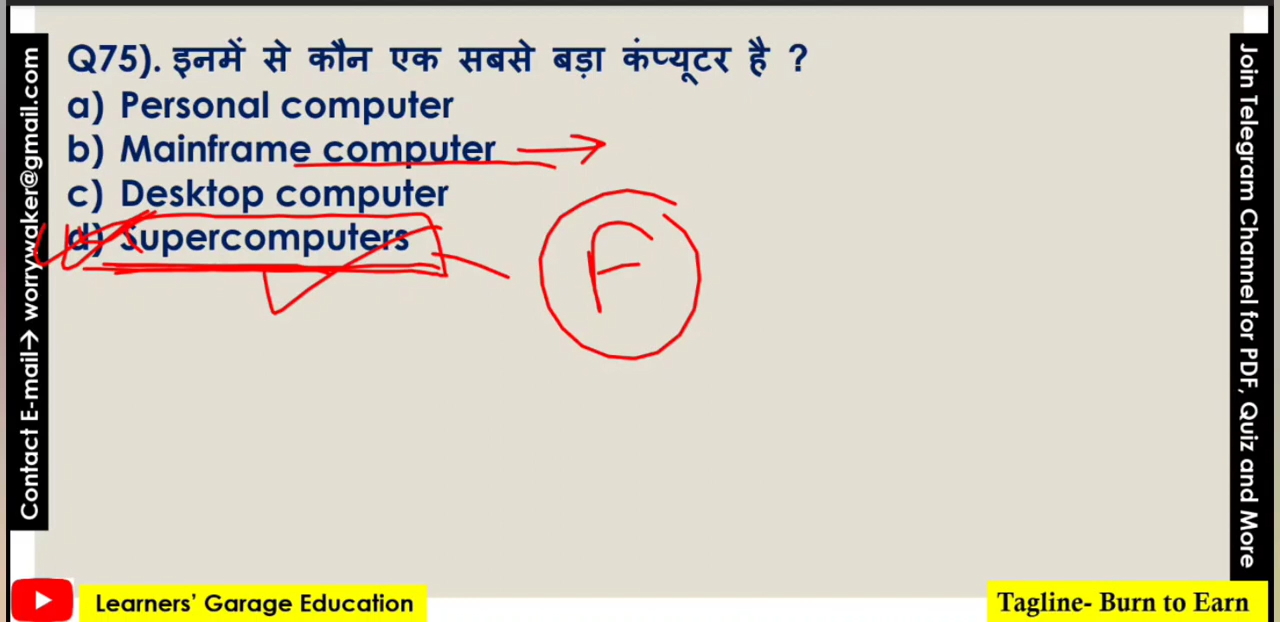 Q75). इनमें से कौन एक सबसे बड़ा कंप्यूटर है ?
a) Personal computer
b) Mainframe computer
c) Desktop computer
d) Supercomputers
F
Contact E-mail→ worrywaker@gmail.com
Join Telegram Channel for PDF, Quiz and More
Learners' Garage Education
Tagline- Burn to Earn